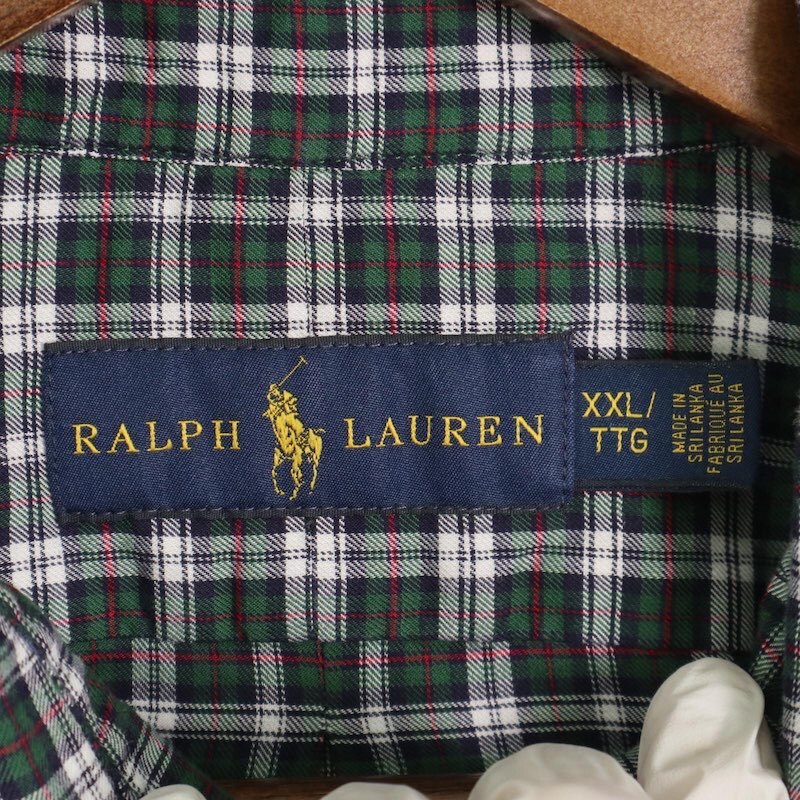 RALPH LAUREN
XXL/
TTG
MADE IN
SRI LANKA
FABRIQUÉ AU
SRI LANKA